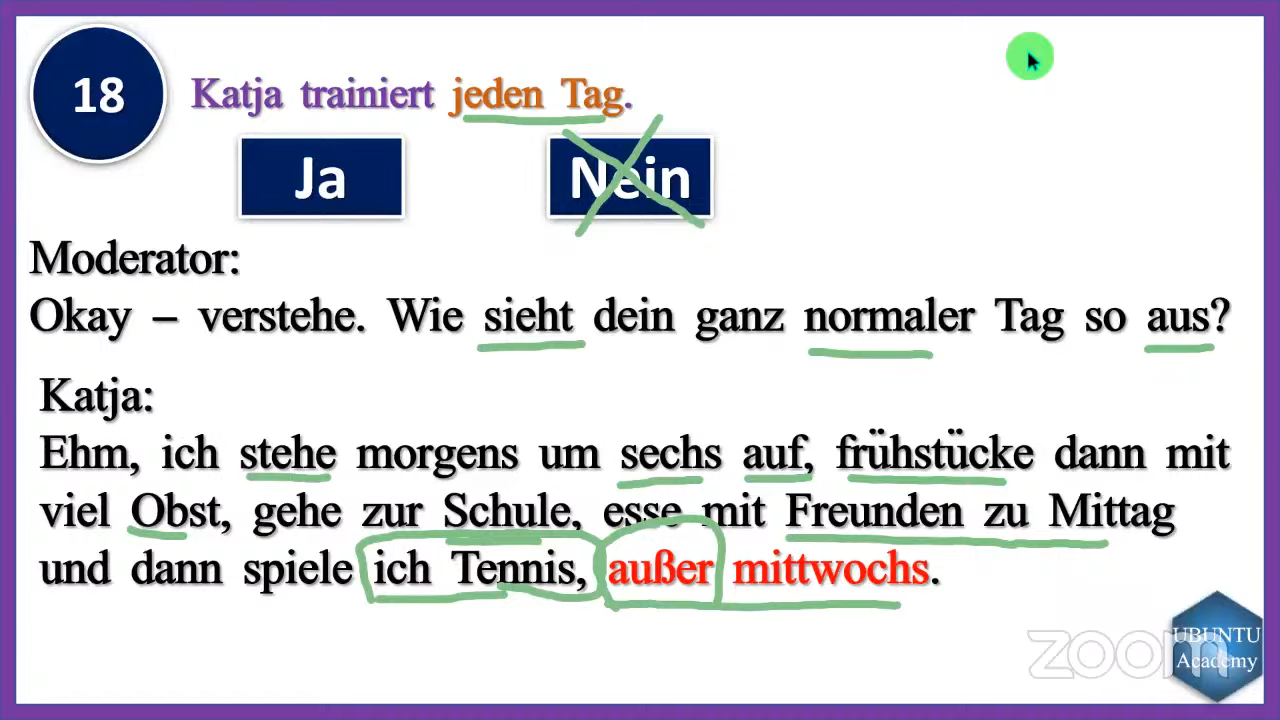 18
Katja trainiert jeden Tag.
Ja
Nein
Moderator:
Okay – verstehe. Wie sieht dein ganz normaler Tag so aus?
Katja:
Ehm, ich stehe morgens um sechs auf, frühstücke dann mit
viel Obst, gehe zur Schule, esse mit Freunden zu Mittag
und dann spiele ich Tennis, außer mittwochs.
zoom
UBUNTU
Academy